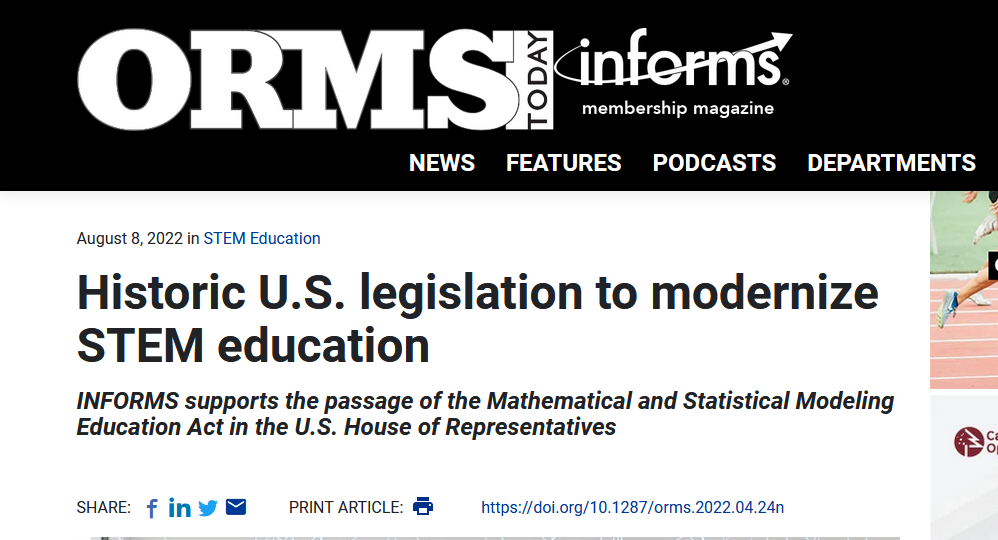 ORMS TODAY informs®
membership magazine
NEWS FEATURES PODCASTS DEPARTMENTS
August 8, 2022 in STEM Education
Historic U.S. legislation to modernize
STEM education
INFORMS supports the passage of the Mathematical and Statistical Modeling
Education Act in the U.S. House of Representatives
SHARE: PRINT ARTICLE: https://doi.org/10.1287/orms.2022.04.24n